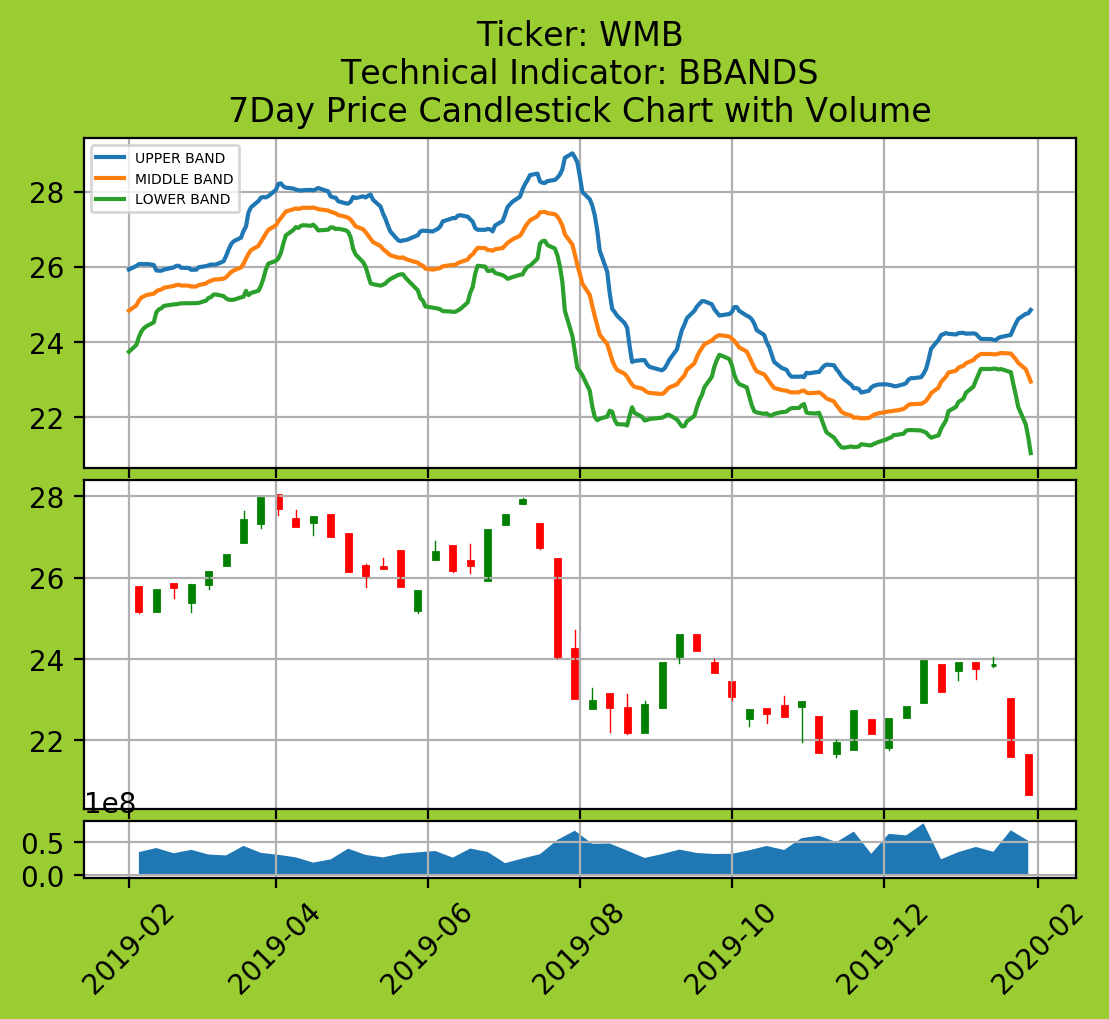 Ticker: WMB
Technical Indicator: BBANDS
7Day Price Candlestick Chart with Volume
UPPER BAND
MIDDLE BAND
LOWER BAND
28
26
24
22
28
26
24
22
1e8
0.5
0.0
2019-02
2019-04
2019-06
2019-08
2019-10
2019-12
2020-02